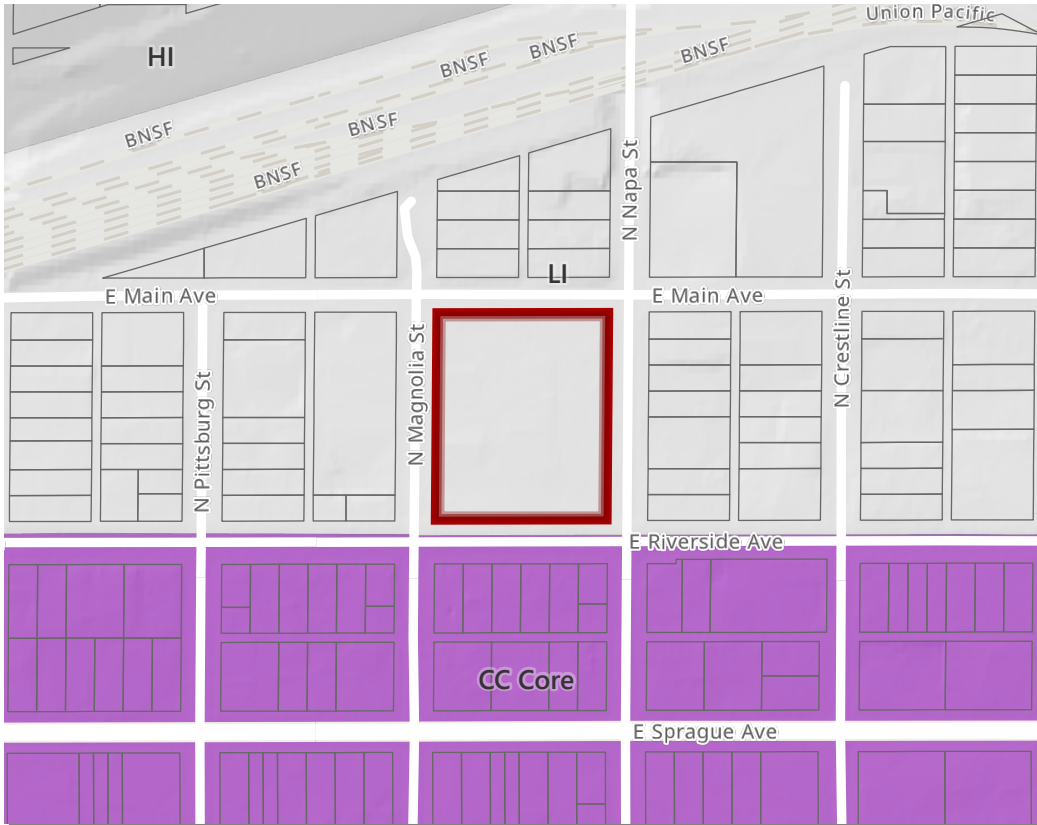 Union Pacific
HI
BNSF
BNSF
BNSF
BNSF
BNSF
BNSF
N Napa St
LI
E Main Ave
E Main Ave
N Crestline St
N Magnolia St
N Pittsburg St
E Riverside Ave
CC Core
E Sprague Ave